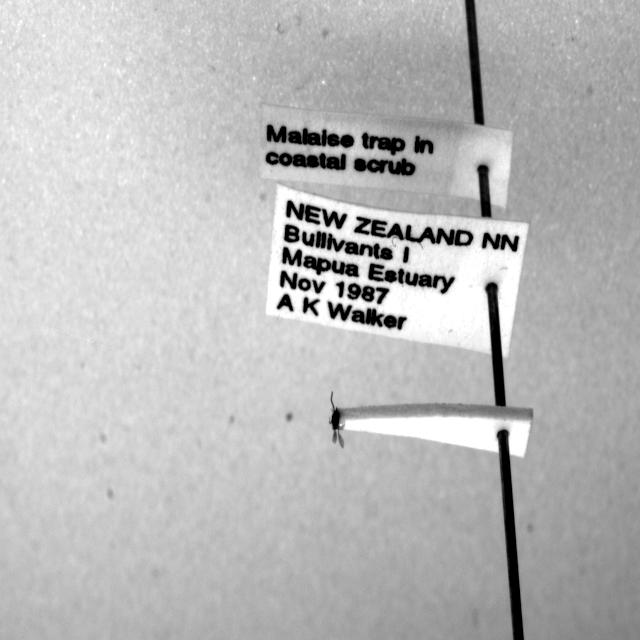 Malaise trap in
coastal scrub
NEW ZEALAND NN
Bullivants I
Mapua Estuary
Nov 1987
A K Walker